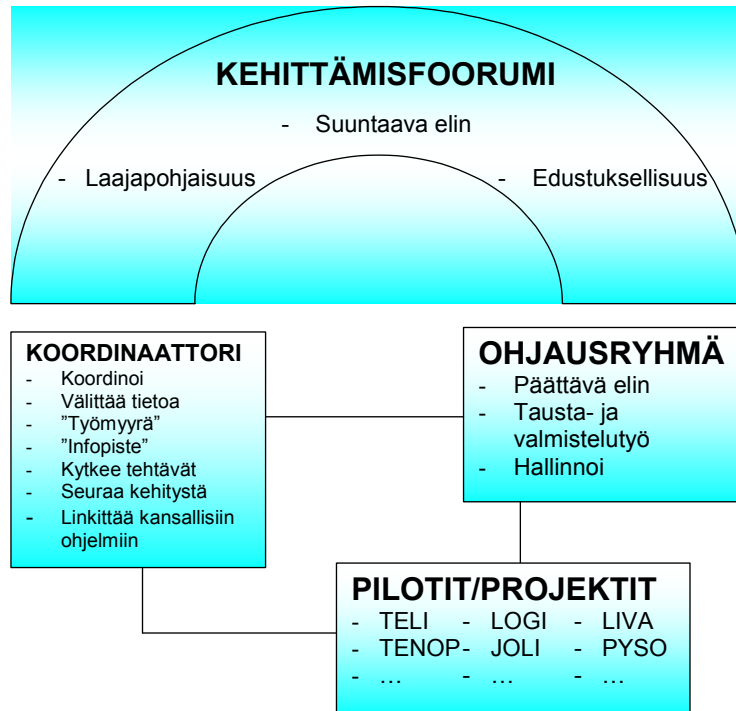 KEHITTÄMISFOORUMI
- Suuntaava elin
- Laajapohjaisuus - Edustuksellisuus
KOORDINAATTORI
- Koordinoi
- Välittää tietoa
- ”Työmyyrä”
- ”Infopiste”
- Kytkee tehtävät
- Seuraa kehitystä
- Linkittää kansallisiin
ohjelmiin
OHJAUSRYHMÄ
- Päättävä elin
- Tausta- ja
valmistelutyö
- Hallinnoi
PILOTIT/PROJEKTIT
- TELI - LOGI - LIVA
- TENOP - JOLI - PYSO
- … - … - …